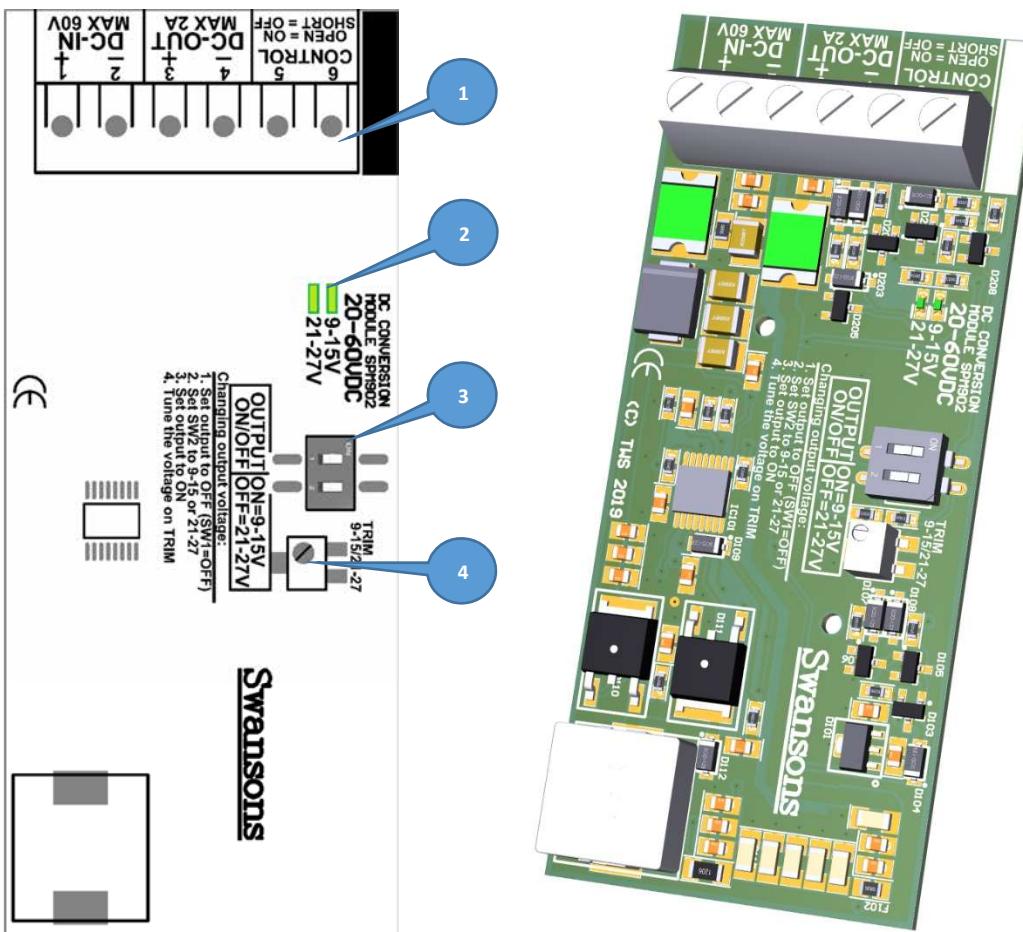 MAX 60V
DC-IN
+ −
1 2
MAX 2A
DC-OUT
+ −
3 4
SHORT = OFF
OPEN = ON
CONTROL
5 6
1
2
3
4
DC CONVERSION
MODULE SPM902
20-60VDC
9-15V
21-27V
ON
1
2
TRIM
9-15/21-27
OUTPUT ON=9-15V
ON/OFF OFF=21-27V
Changing output voltage:
1. Set output to OFF (SW1=OFF)
2. Set SW2 to 9-15 or 21-27
3. Set output to ON
4. Tune the voltage on TRIM
CE
Swansons
MAX 60V
DC-IN
+ −
MAX 2A
DC-OUT
+ −
SHORT = OFF
OPEN = ON
CONTROL
D203
D205
D208
DC CONVERSION
MODULE SPM902
20-60VDC
9-15V
21-27V
ON
1
2
TRIM
9-15/21-27
OUTPUT ON=9-15V
ON/OFF OFF=21-27V
Changing output voltage:
1. Set output to OFF (SW1=OFF)
2. Set SW2 to 9-15 or 21-27
3. Set output to ON
4. Tune the voltage on TRIM
CE
(C) TWS 2019
IC101
D109
D108
D105
D103
D101
D104
D112
1206
F102
Swansons